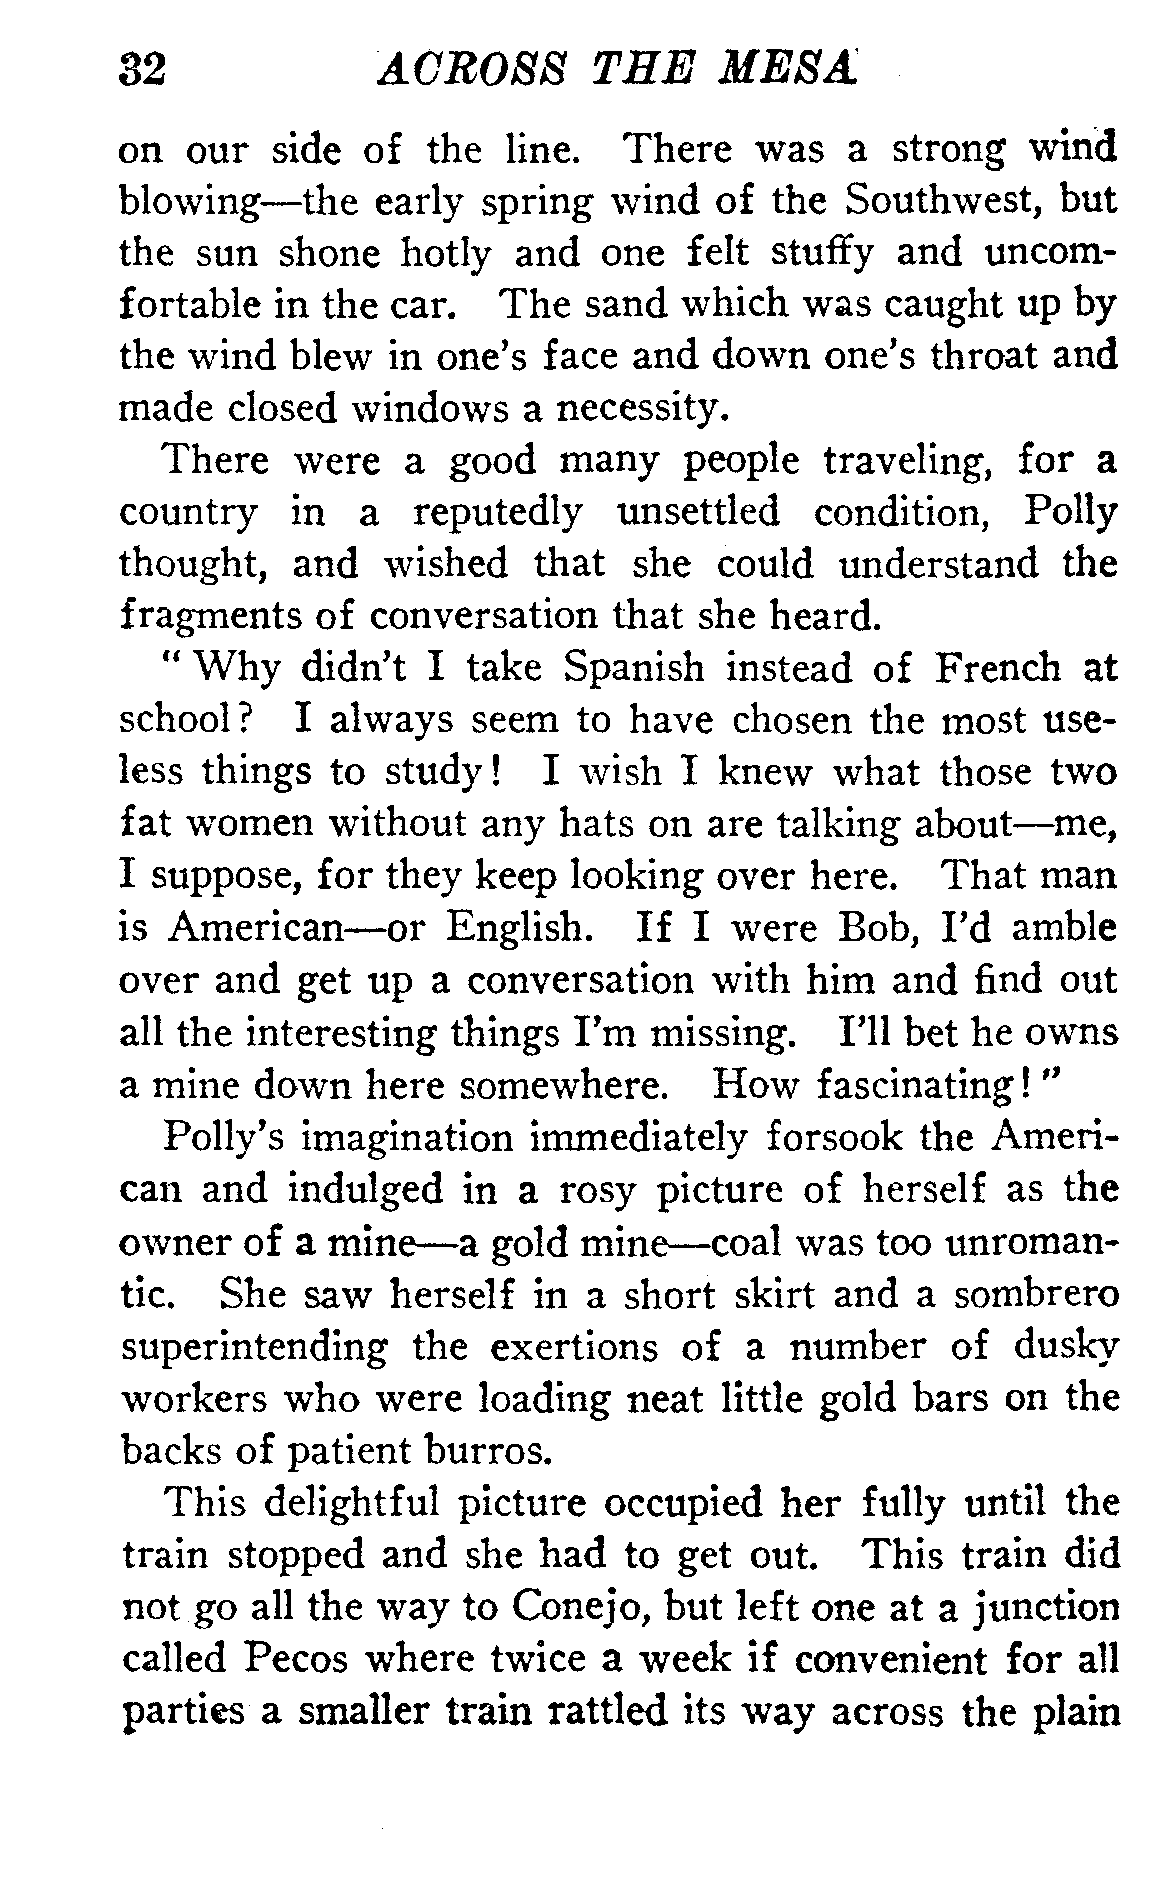 32 ACROSS THE MESA
on our side of the line. There was a strong wind
blowing—the early spring wind of the Southwest, but
the sun shone hotly and one felt stuffy and uncom-
fortable in the car. The sand which was caught up by
the wind blew in one's face and down one's throat and
made closed windows a necessity.
There were a good many people traveling, for a
country in a reputedly unsettled condition, Polly
thought, and wished that she could understand the
fragments of conversation that she heard.
" Why didn't I take Spanish instead of French at
school? I always seem to have chosen the most use-
less things to study! I wish I knew what those two
fat women without any hats on are talking about—me,
I suppose, for they keep looking over here. That man
is American—or English. If I were Bob, I'd amble
over and get up a conversation with him and find out
all the interesting things I'm missing. I'll bet he owns
a mine down here somewhere. How fascinating! "
Polly's imagination immediately forsook the Ameri-
can and indulged in a rosy picture of herself as the
owner of a mine—a gold mine—coal was too unroman-
tic. She saw herself in a short skirt and a sombrero
superintending the exertions of a number of dusky
workers who were loading neat little gold bars on the
backs of patient burros.
This delightful picture occupied her fully until the
train stopped and she had to get out. This train did
not go all the way to Conejo, but left one at a junction
called Pecos where twice a week if convenient for all
parties a smaller train rattled its way across the plain